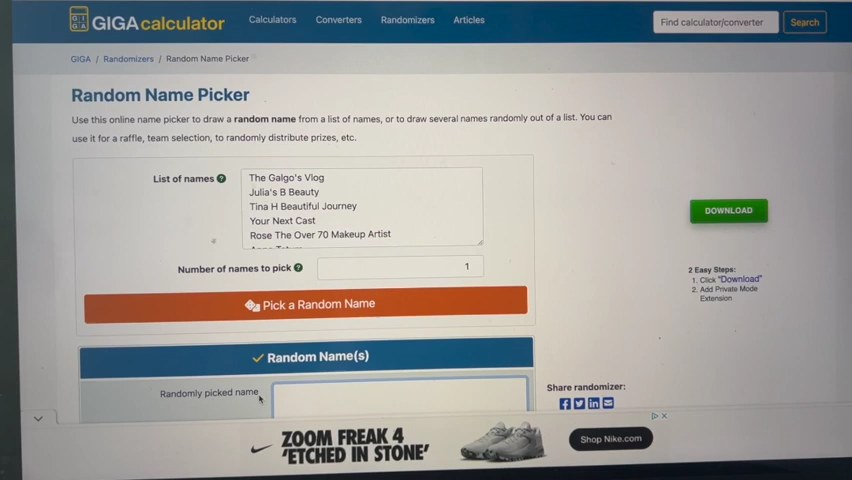 GIGA
GIGAcalculator
Calculators
Converters
Randomizers
Articles
Find calculator/converter
Search
GIGA / Randomizers / Random Name Picker
Random Name Picker
Use this online name picker to draw a random name from a list of names, or to draw several names randomly out of a list. You can
use it for a raffle, team selection, to randomly distribute prizes, etc.
List of names ?
The Galgo's Vlog
Julia's B Beauty
Tina H Beautiful Journey
Your Next Cast
Rose The Over 70 Makeup Artist
Number of names to pick ?
1
Pick a Random Name
Random Name(s)
Randomly picked name
DOWNLOAD
2 Easy Steps:
1. Click "Download"
2. Add Private Mode
Extension
Share randomizer:
ZOOM FREAK 4
'ETCHED IN STONE'
Shop Nike.com